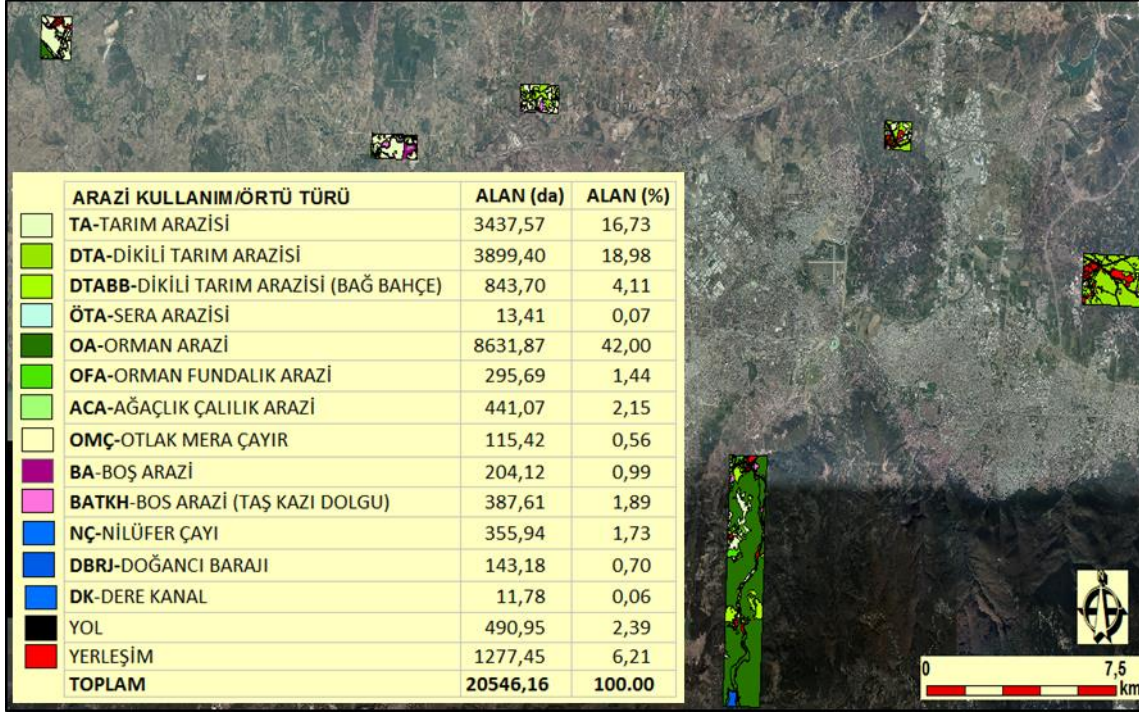 ARAZİ KULLANIM/ÖRTÜ TÜRÜ ALAN (da) ALAN (%)
TA-TARIM ARAZİSİ 3437,57 16,73
DTA-DİKİLİ TARIM ARAZİSİ 3899,40 18,98
DTABB-DİKİLİ TARIM ARAZİSİ (BAĞ BAHÇE) 843,70 4,11
ÖTA-SERA ARAZİSİ 13,41 0,07
OA-ORMAN ARAZİ 8631,87 42,00
OFA-ORMAN FUNDALIK ARAZİ 295,69 1,44
ACA-AĞAÇLIK ÇALILIK ARAZİ 441,07 2,15
OMÇ-OTLAK MERA ÇAYIR 115,42 0,56
BA-BOŞ ARAZİ 204,12 0,99
BATKH-BOS ARAZİ (TAŞ KAZI DOLGU) 387,61 1,89
NÇ-NİLÜFER ÇAYI 355,94 1,73
DBRJ-DOĞANCI BARAJI 143,18 0,70
DK-DERE KANAL 11,78 0,06
YOL 490,95 2,39
YERLEŞİM 1277,45 6,21
TOPLAM 20546,16 100.00
0 7,5
km